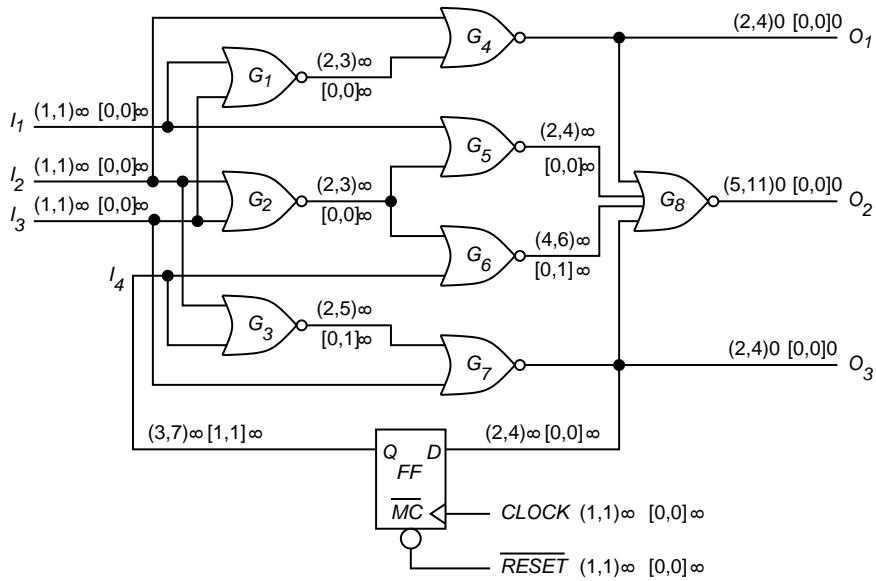 (2,4)0 [0,0]0
O1
G4
(2,3)∞
[0,0]∞
G1
(1,1)∞ [0,0]∞
I1
G5
(2,4)∞
[0,0]∞
(1,1)∞ [0,0]∞
I2
G2
(2,3)∞
[0,0]∞
G8
(5,11)0 [0,0]0
O2
(1,1)∞ [0,0]∞
I3
G6
(4,6)∞
[0,1]∞
I4
G3
(2,5)∞
[0,1]∞
G7
(2,4)0 [0,0]0
O3
(3,7)∞ [1,1]∞
Q D
FF
MC
(2,4)∞ [0,0]∞
CLOCK (1,1)∞ [0,0]∞
RESET (1,1)∞ [0,0]∞